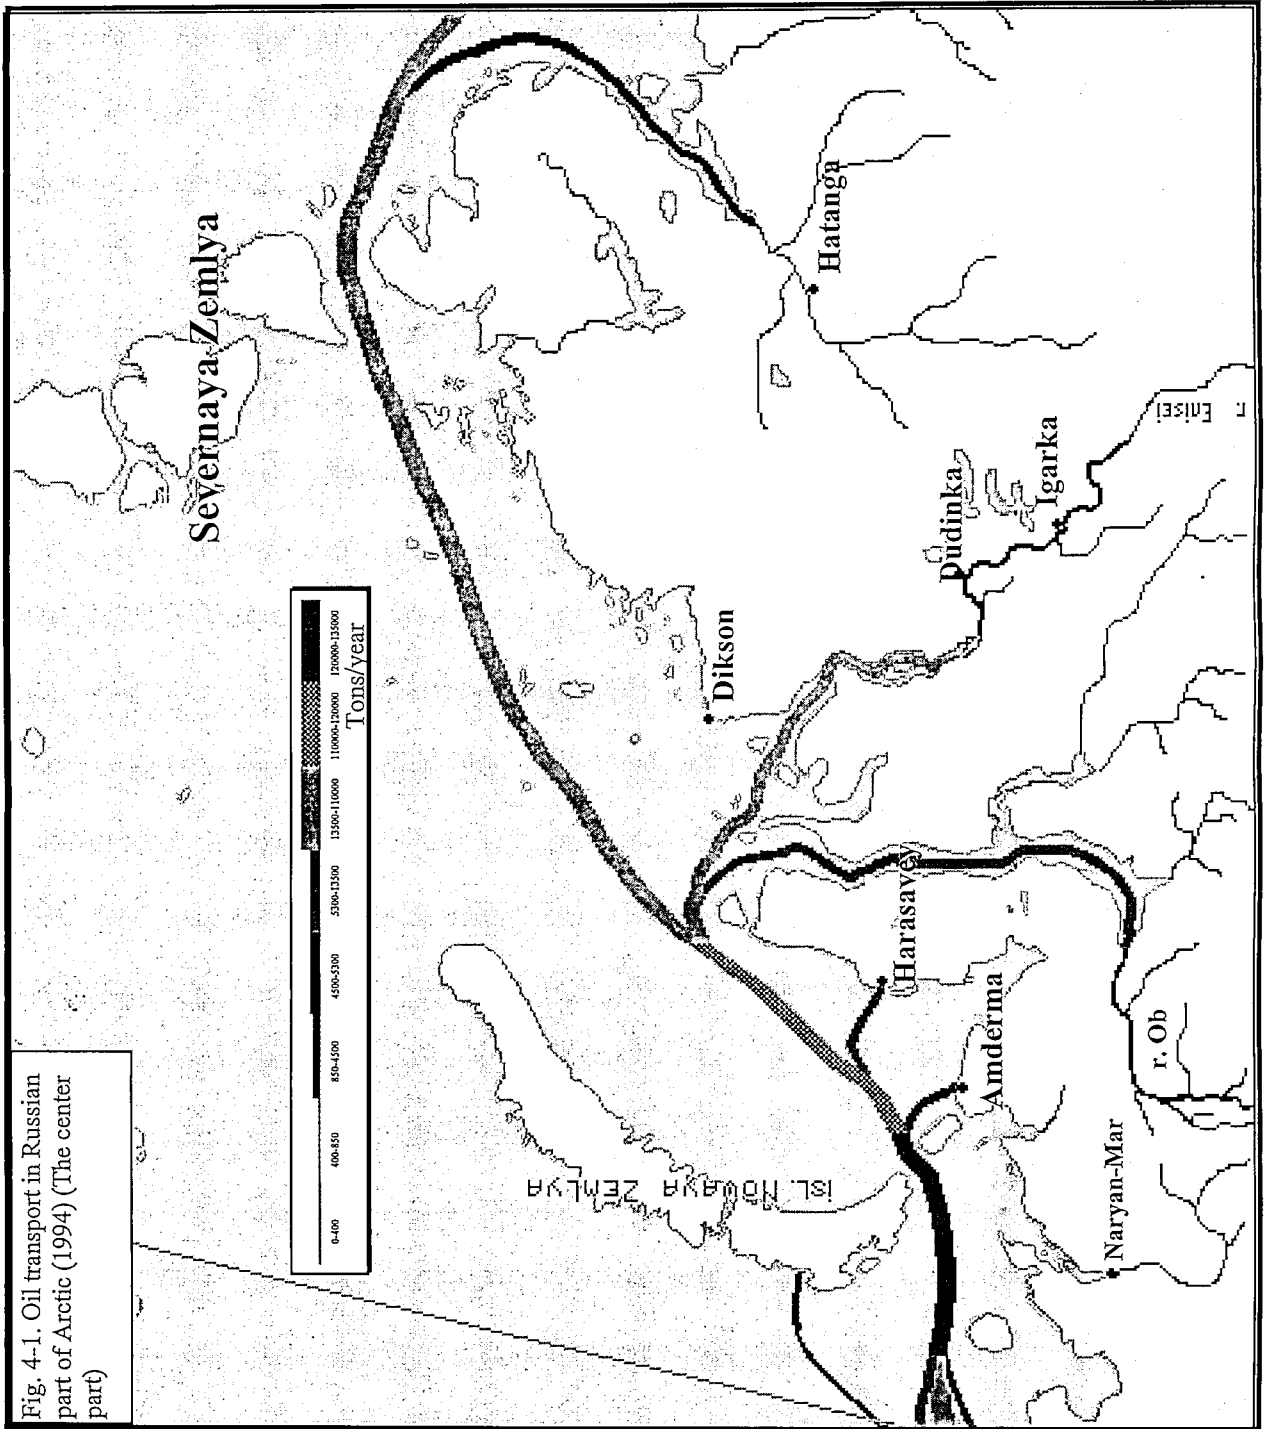 Fig. 4-1. Oil transport in Russian
part of Arctic (1994) (The center
part)
Severnaya Zemlya
0-400
400-850
850-4500
4500-5300
5300-13500
13500-110000
110000-120000
120000-135000
Tons/year
Hatanga
Dikson
Dudinka
Igarka
r. Enisei
Harasavey
Amderma
isl. NOWAYA ZEMLYA
r. Ob
Naryan-Mar